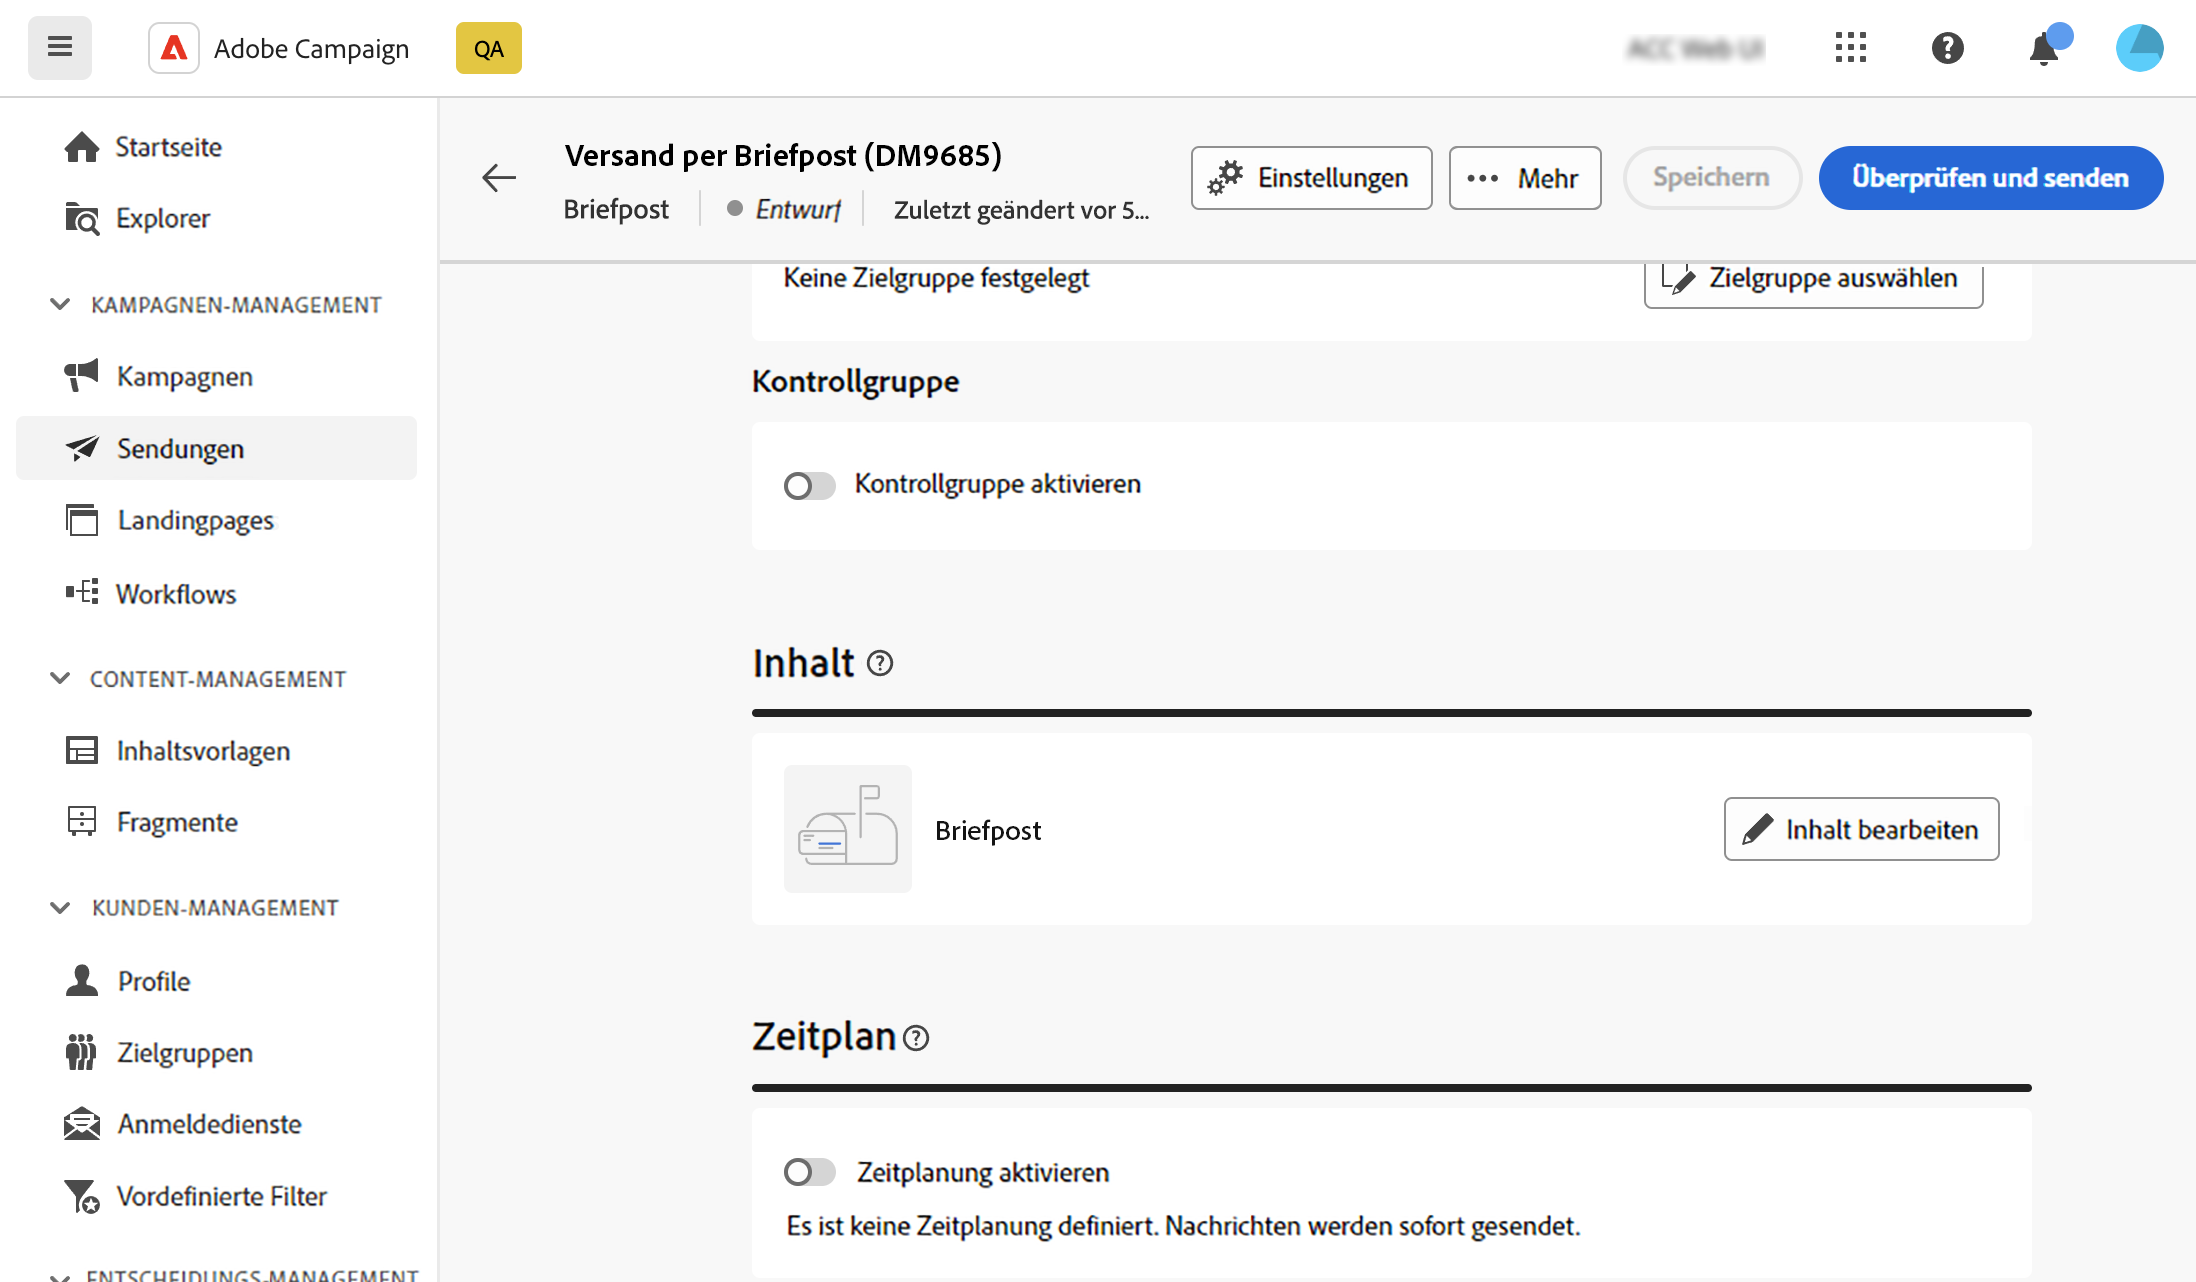 Adobe Campaign
QA
Startseite
Explorer
KAMPAGNEN-MANAGEMENT
Kampagnen
Sendungen
Landingpages
Workflows
CONTENT-MANAGEMENT
Inhaltsvorlagen
Fragmente
KUNDEN-MANAGEMENT
Profile
Zielgruppen
Anmeldedienste
Vordefinierte Filter
ENTSCHEIDUNGS-MANAGEMENT
Versand per Briefpost (DM9685)
Briefpost
Entwurf
Zuletzt geändert vor 5...
Einstellungen
Mehr
Speichern
Überprüfen und senden
Keine Zielgruppe festgelegt
Zielgruppe auswählen
Kontrollgruppe
Kontrollgruppe aktivieren
Inhalt
Briefpost
Inhalt bearbeiten
Zeitplan
Zeitplanung aktivieren
Es ist keine Zeitplanung definiert. Nachrichten werden sofort gesendet.